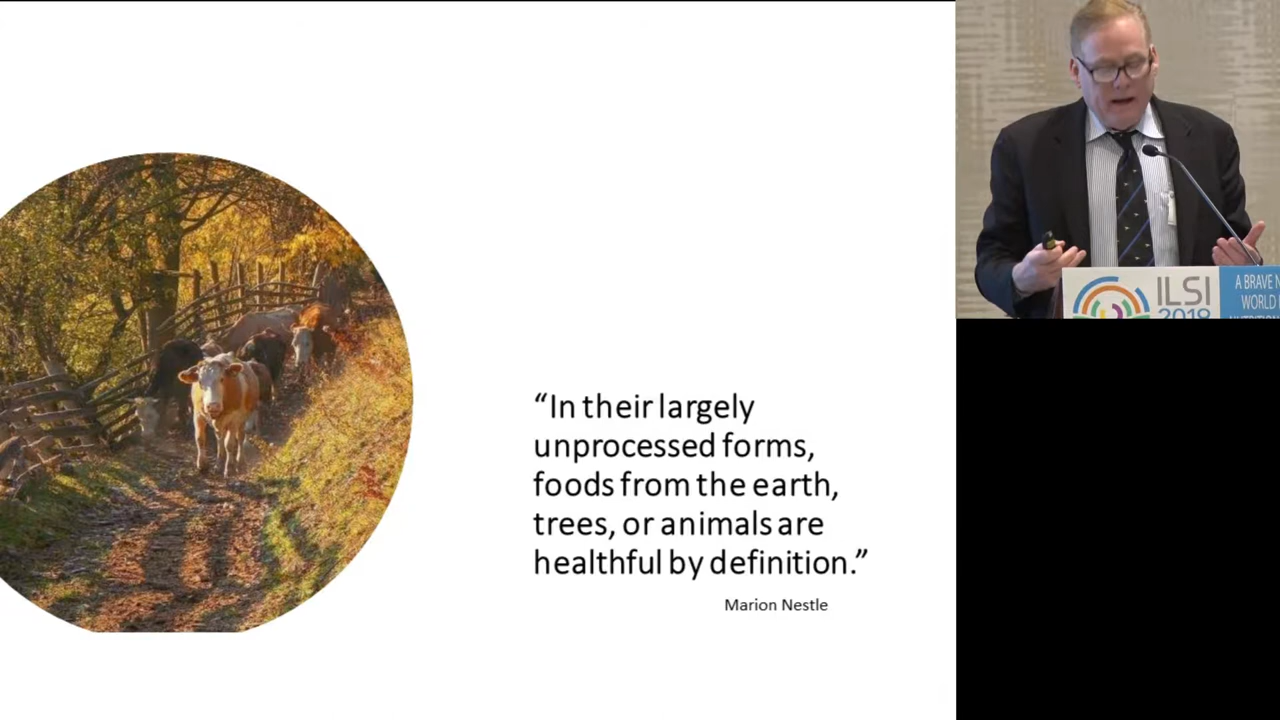 “In their largely
unprocessed forms,
foods from the earth,
trees, or animals are
healthful by definition.”
Marion Nestle
ILSI
2019
A BRAVE N
WORLD